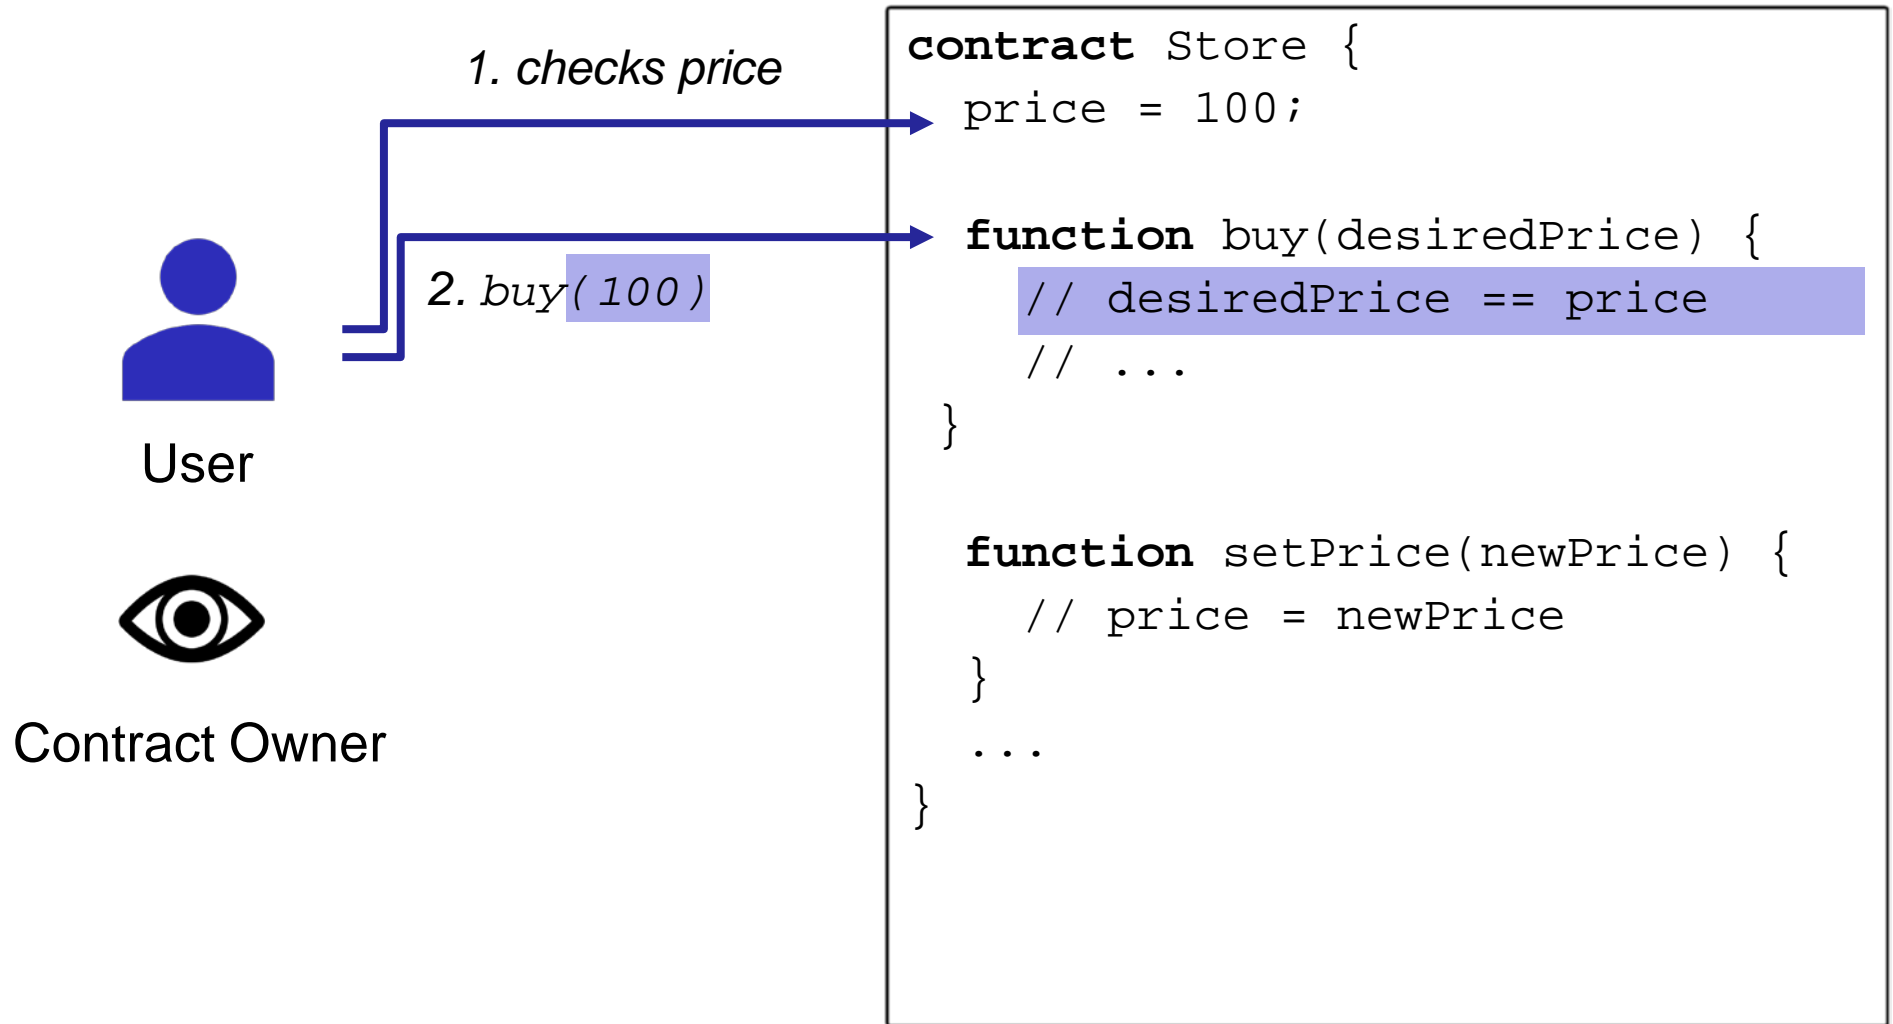 1. checks price
2. buy(100)
User
Contract Owner
contract Store {
price = 100;
function buy(desiredPrice) {
// desiredPrice == price
// ...
}
function setPrice(newPrice) {
// price = newPrice
}
...
}